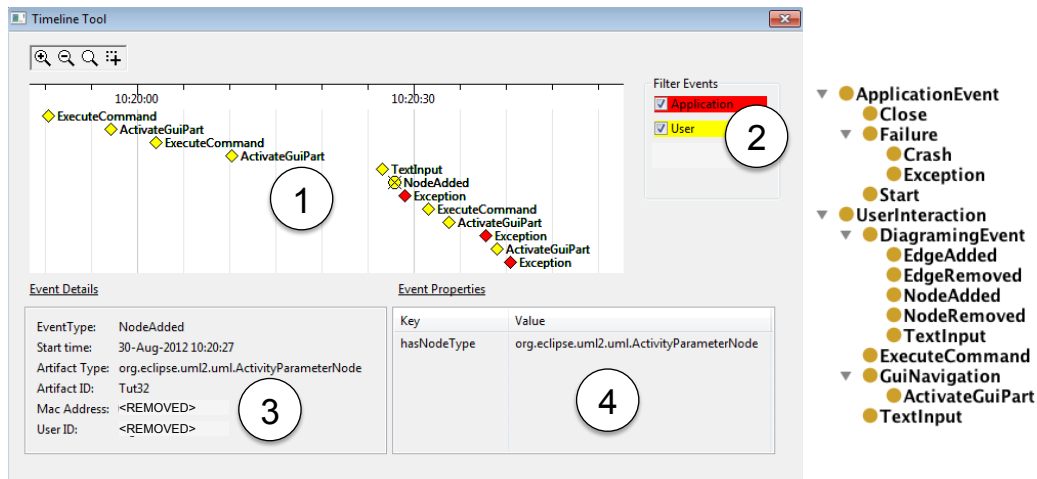 Timeline Tool
10:20:00 10:20:30
ExecuteCommand
ActivateGuiPart
ExecuteCommand
ActivateGuiPart
TextInput
NodeAdded
Exception
ExecuteCommand
ActivateGuiPart
Exception
ActivateGuiPart
Exception
1
Filter Events
Application
User
2
Event Details
EventType: NodeAdded
Start time: 30-Aug-2012 10:20:27
Artifact Type: org.eclipse.uml2.uml.ActivityParameterNode
Artifact ID: Tut32
Mac Address: <REMOVED>
User ID: <REMOVED>
3
Event Properties
Key Value
hasNodeType org.eclipse.uml2.uml.ActivityParameterNode
4
ApplicationEvent
Close
Failure
Crash
Exception
Start
UserInteraction
DiagramingEvent
EdgeAdded
EdgeRemoved
NodeAdded
NodeRemoved
TextInput
ExecuteCommand
GuiNavigation
ActivateGuiPart
TextInput